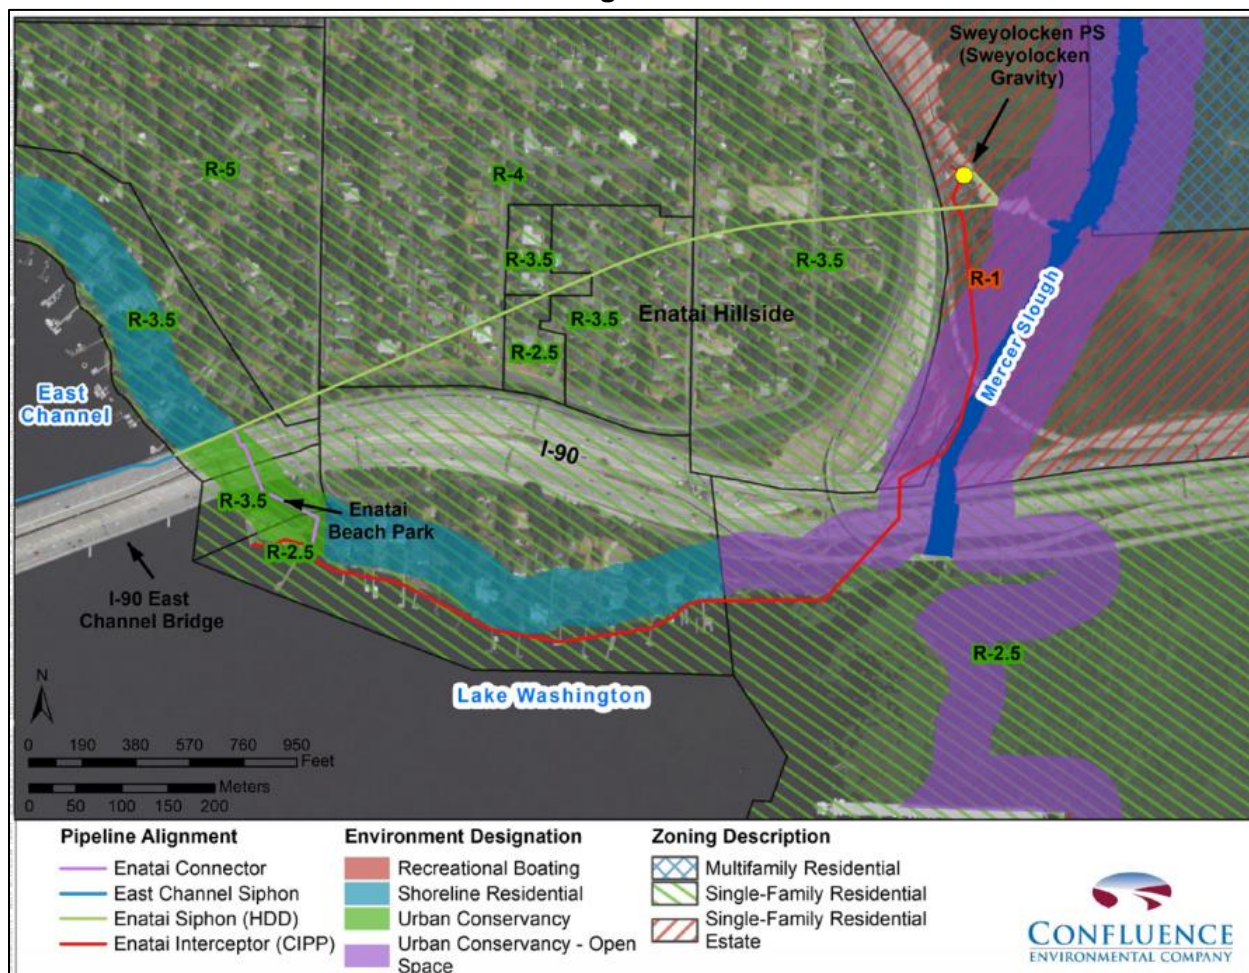 Sweyolocken PS
(Sweyolocken
Gravity)
R-5
R-4
R-3.5
R-3.5
R-1
R-3.5
R-3.5
Enatai Hillside
Mercer Slough
R-2.5
East
Channel
I-90
R-3.5
Enatai
Beach Park
R-2.5
I-90 East
Channel Bridge
R-2.5
Lake Washington
N
0 190 380 570 760 950
Feet
Meters
0 50 100 150 200
Pipeline Alignment
Enatai Connector
East Channel Siphon
Enatai Siphon (HDD)
Enatai Interceptor (CIPP)
Environment Designation
Recreational Boating
Shoreline Residential
Urban Conservancy
Urban Conservancy - Open
Space
Zoning Description
Multifamily Residential
Single-Family Residential
Single-Family Residential
Estate
CONFLUENCE
ENVIRONMENTAL COMPANY